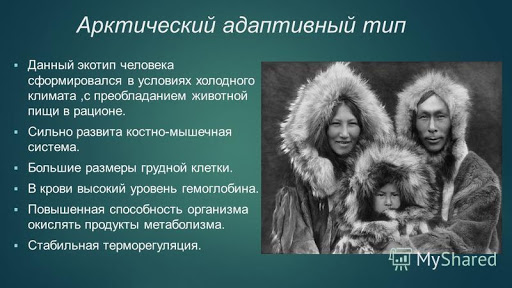 Арктический адаптивный тип
Данный экотип человека
сформировался в условиях холодного
климата ,с преобладанием животной
пищи в рационе.
Сильно развита костно-мышечная
система.
Большие размеры грудной клетки.
В крови высокий уровень гемоглобина.
Повышенная способность организма
окислять продукты метаболизма.
Стабильная терморегуляция.
MyShared